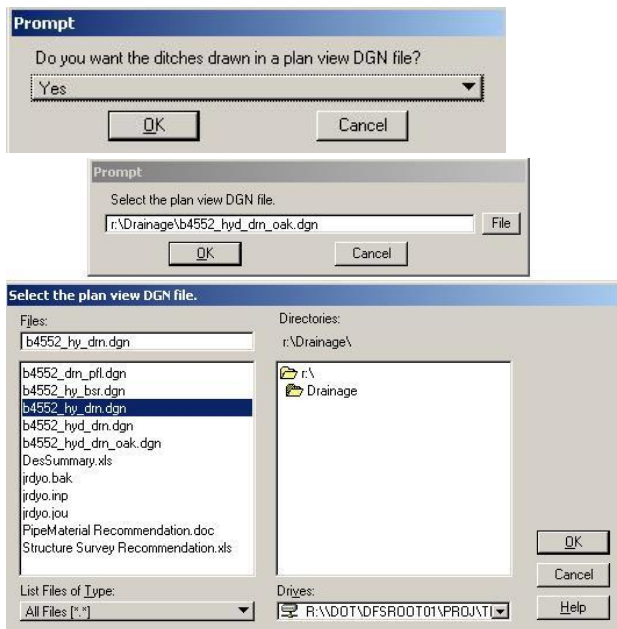 Prompt
Do you want the ditches drawn in a plan view DGN file?
Yes
OK Cancel
Prompt
Select the plan view DGN file.
r:\Drainage\b4552_hyd_drn_oak.dgn File
OK Cancel
Select the plan view DGN file.
Files: Directories:
b4552_hy_drn.dgn r:\Drainage\
b4552_drn_pfl.dgn r:\
b4552_hy_bsr.dgn Drainage
b4552_hy_drn.dgn
b4552_hyd_drn.dgn
b4552_hyd_drn_oak.dgn
DesSummary.xls
jrdyo.bak
jrdyo.inp
jrdyo.jou
PipeMaterial Recommendation.doc
Structure Survey Recommendation.xls
OK
Cancel
List Files of Type: Drives:
All Files [*.*] R:\\DOT\DFSROOT01\PROJ\TI Help